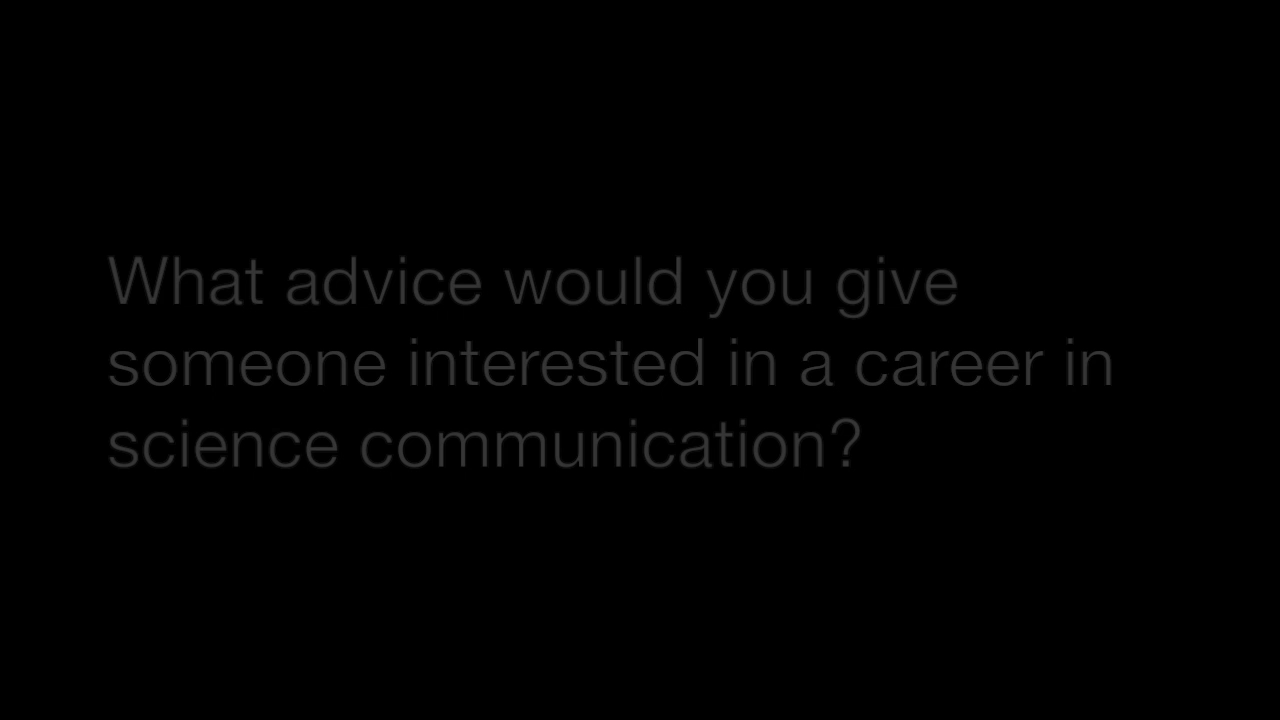 What advice would you give
someone interested in a career in
science communication?